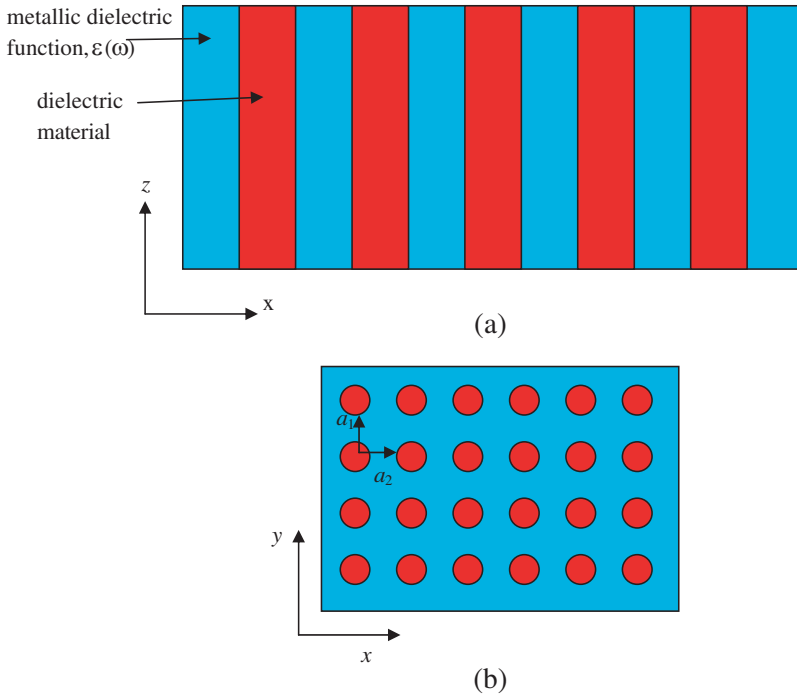 metallic dielectric
function, ε(ω)
dielectric
material
z
x
(a)
a1
a2
y
x
(b)